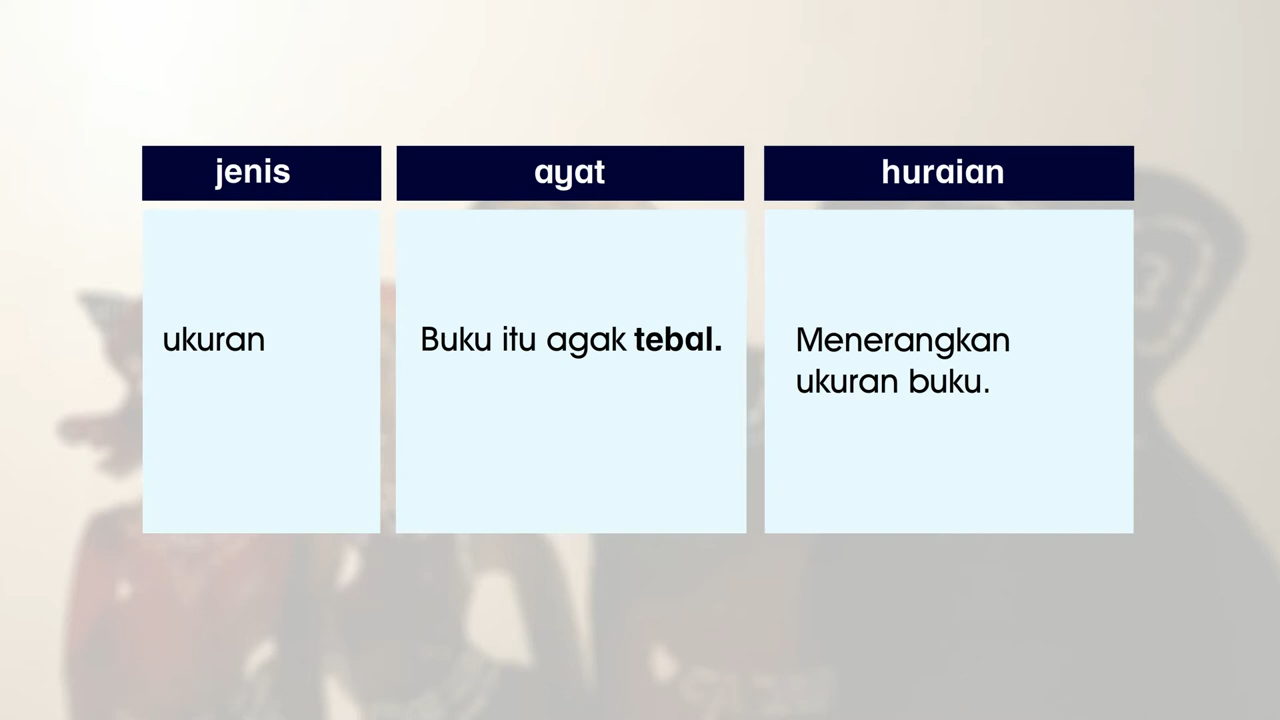 jenis
ayat
huraian
ukuran
Buku itu agak tebal.
Menerangkan
ukuran buku.